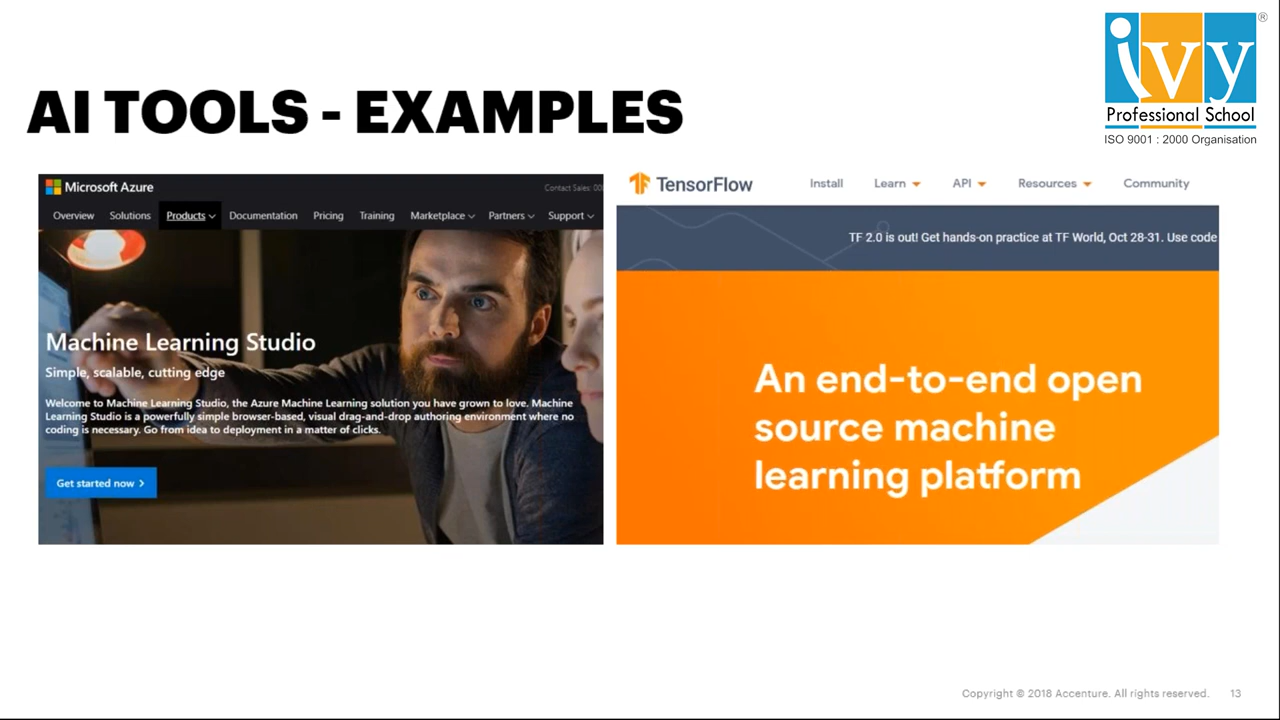 ivy
®
Professional School
ISO 9001 : 2000 Organisation
AI TOOLS - EXAMPLES
Microsoft Azure
Contact Sales: 00
Overview Solutions Products Documentation Pricing Training Marketplace Partners Support
Machine Learning Studio
Simple, scalable, cutting edge
Welcome to Machine Learning Studio, the Azure Machine Learning solution you have grown to love. Machine
Learning Studio is a powerfully simple browser-based, visual drag-and-drop authoring environment where no
coding is necessary. Go from idea to deployment in a matter of clicks.
Get started now
TensorFlow
Install Learn API Resources Community
TF 2.0 is out! Get hands-on practice at TF World, Oct 28-31. Use code
An end-to-end open
source machine
learning platform
Copyright © 2018 Accenture. All rights reserved. 13